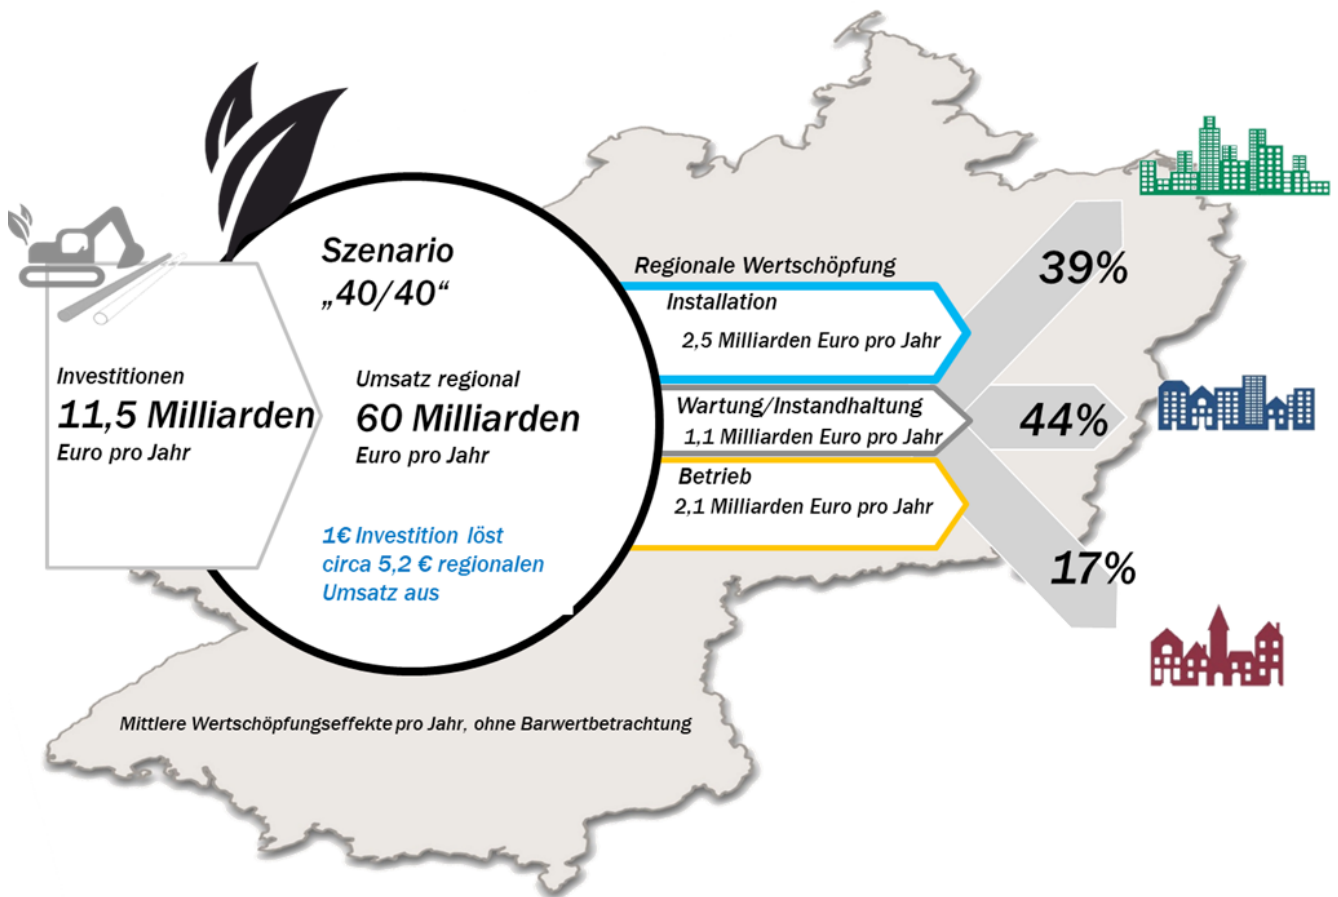 Szenario
„40/40“
Investitionen
11,5 Milliarden
Euro pro Jahr
Umsatz regional
60 Milliarden
Euro pro Jahr
1€ Investition löst
circa 5,2 € regionalen
Umsatz aus
Regionale Wertschöpfung
Installation
2,5 Milliarden Euro pro Jahr
Wartung/Instandhaltung
1,1 Milliarden Euro pro Jahr
Betrieb
2,1 Milliarden Euro pro Jahr
39%
44%
17%
Mittlere Wertschöpfungseffekte pro Jahr, ohne Barwertbetrachtung